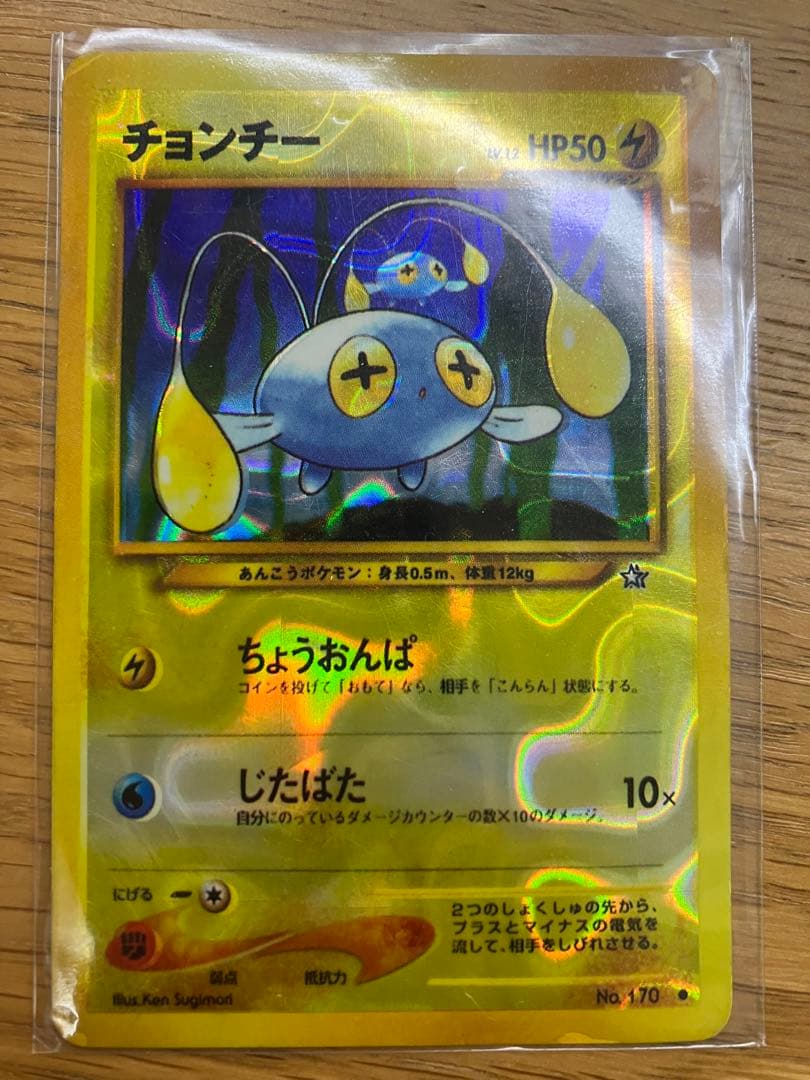 チョンチー
LV.12 HP50
あんこうポケモン：身長0.5m、体重12kg
ちょうおんぱ
コインを投げて「おもて」なら、相手を「こんらん」状態にする。
じたばた
10×
自分にのっているダメージカウンターの数×10のダメージ。
にげる
2つのしょくしゅの先から、
プラスとマイナスの電気を
流して、相手をしびれさせる。
弱点
抵抗力
Illus. Ken Sugimori
No. 170